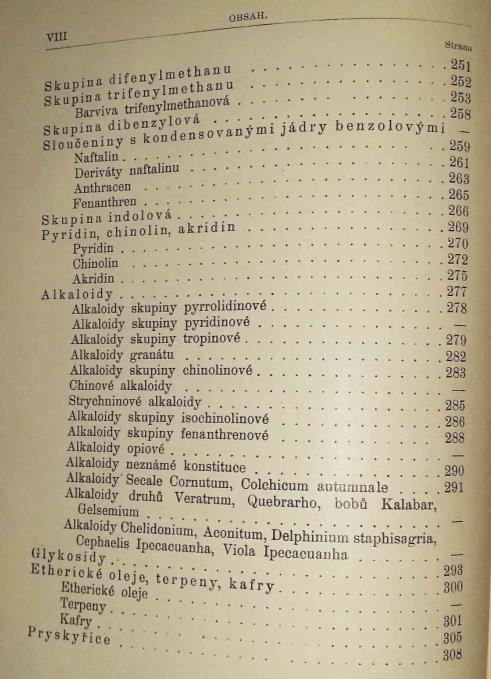 VIII OBSAH.
Strana
Skupina difenylmethanu . . . . . . . . . . . 251
Skupina trifenylmethanu . . . . . . . . . . . 252
Barviva trifenylmethanová . . . . . . . . . . . 253
Skupina dibenzylová . . . . . . . . . . . 258
Sloučeniny s kondensovanými jádry benzolovými —
Naftalin . . . . . . . . . . . 259
Deriváty naftalinu . . . . . . . . . . . 261
Anthracen . . . . . . . . . . . 263
Fenanthren . . . . . . . . . . . 265
Skupina indolová . . . . . . . . . . . 266
Pyridin, chinolin, akridin . . . . . . . . . . . 269
Pyridin . . . . . . . . . . . 270
Chinolin . . . . . . . . . . . 272
Akridin . . . . . . . . . . . 275
Alkaloidy . . . . . . . . . . . 277
Alkaloidy skupiny pyrrolidinové . . . . . . . . . . . 278
Alkaloidy skupiny pyridinové . . . . . . . . . . . —
Alkaloidy skupiny tropinové . . . . . . . . . . . 279
Alkaloidy granátu . . . . . . . . . . . 282
Alkaloidy skupiny chinolinové . . . . . . . . . . . 283
Chinové alkaloidy . . . . . . . . . . . —
Strychninové alkaloidy . . . . . . . . . . . 285
Alkaloidy skupiny isochinolinové . . . . . . . . . . . 286
Alkaloidy skupiny fenanthrenové . . . . . . . . . . . 288
Alkaloidy opiové . . . . . . . . . . . —
Alkaloidy neznámé konstituce . . . . . . . . . . . 290
Alkaloidy Secale Cornutum, Colchicum autumnale . . . . 291
Alkaloidy druhů Veratrum, Quebrarho, bobů Kalabar,
Gelsemium . . . . . . . . . . . —
Alkaloidy Chelidonium, Aconitum, Delphinium staphisagria,
Cephaelis Ipecacuanha, Viola Ipecacuanha . . . . . . —
Glykosidy . . . . . . . . . . . 293
Etherické oleje, terpeny, kafry . . . . . . . . . . . 300
Etherické oleje . . . . . . . . . . . —
Terpeny . . . . . . . . . . . 301
Kafry . . . . . . . . . . . 305
Pryskyřice . . . . . . . . . . . 308